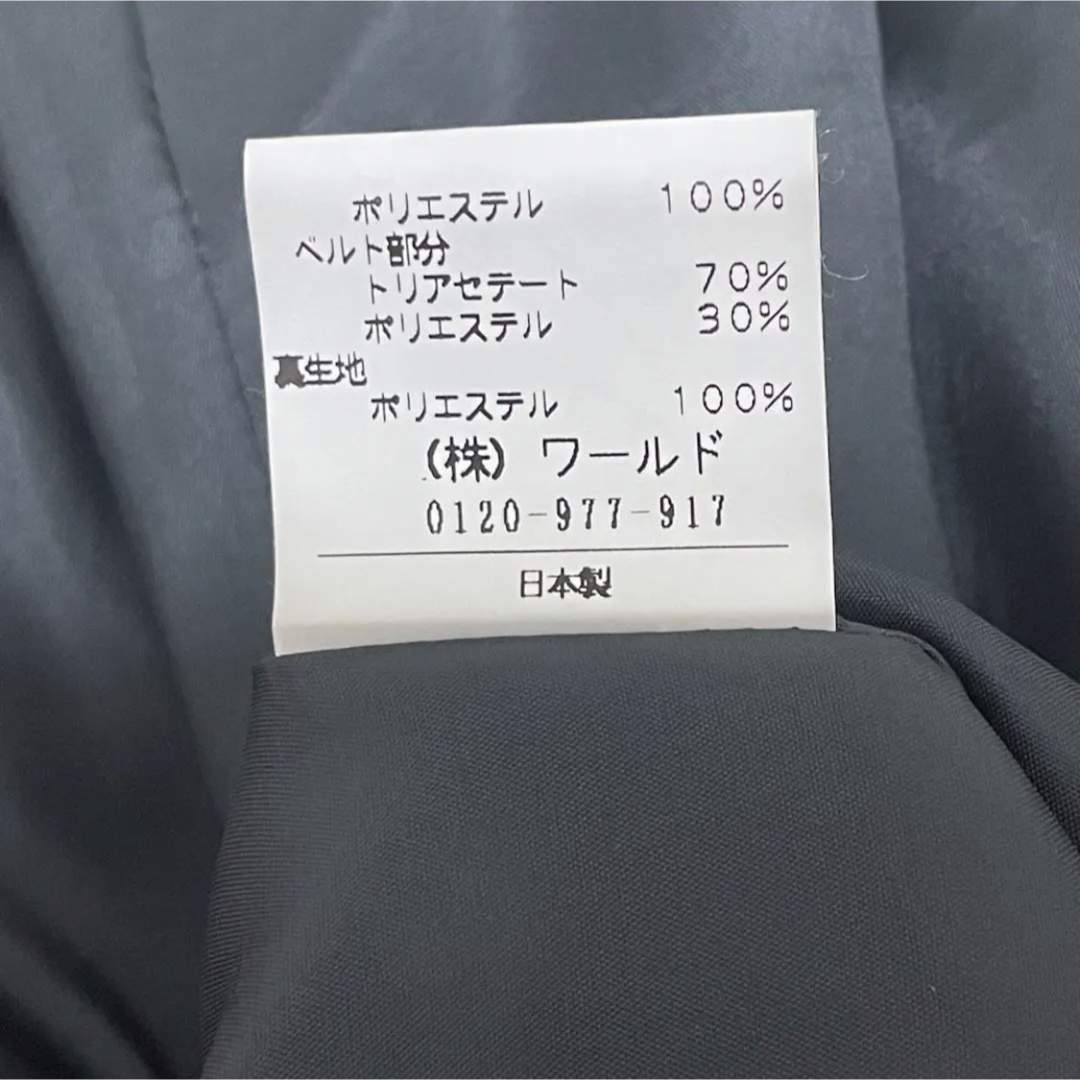 ポリエステル 100%
ベルト部分
トリアセテート 70%
ポリエステル 30%
裏生地
ポリエステル 100%
(株) ワールド
0120-977-917
日本製